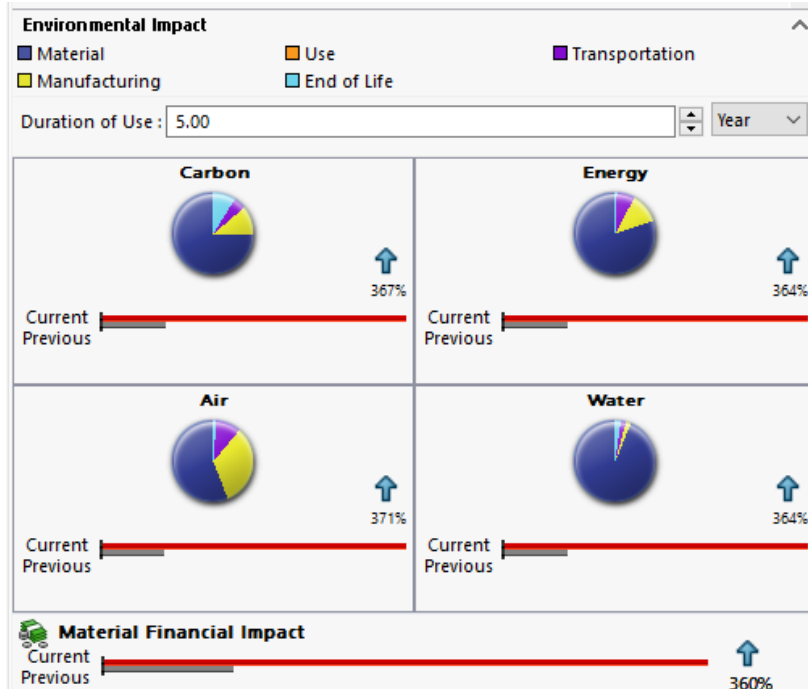 Environmental Impact
Material Use Transportation
Manufacturing End of Life
Duration of Use : 5.00 Year
Carbon Energy
367% 364%
Current Current
Previous Previous
Air Water
371% 364%
Current Current
Previous Previous
Material Financial Impact
Current
Previous 360%